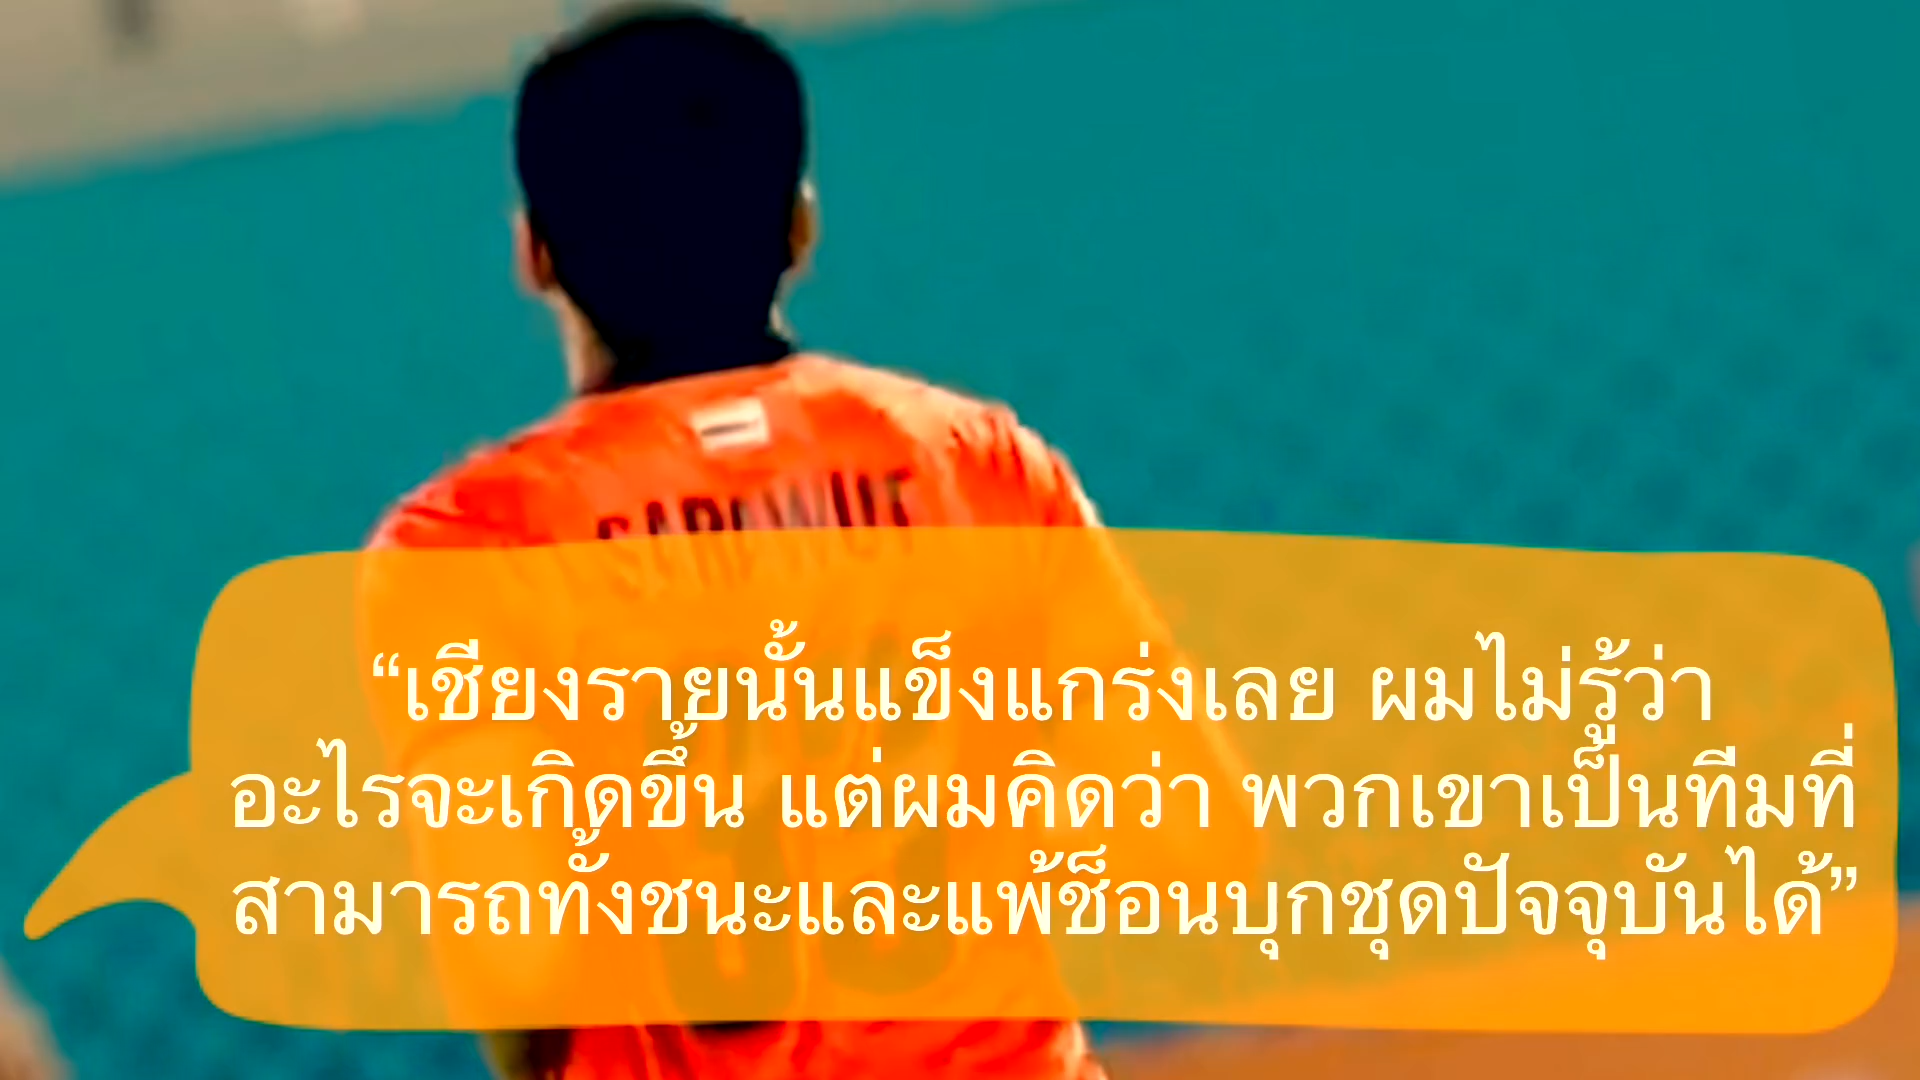 SARAWUT
“เชียงรายนั้นแข็งแกร่งเลย ผมไม่รู้ว่า
อะไรจะเกิดขึ้น แต่ผมคิดว่า พวกเขาเป็นทีมที่
สามารถทั้งชนะและแพ้ช็อนบุกชุดปัจจุบันได้”